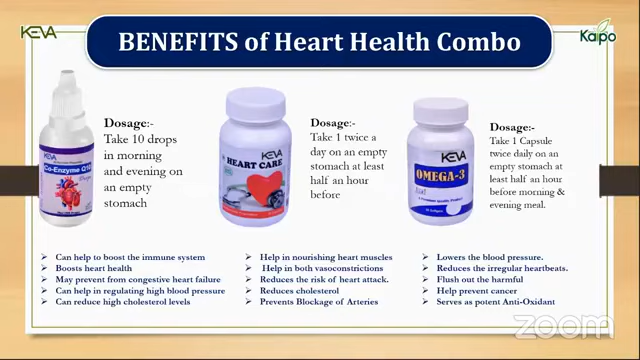 KEVA
BENEFITS of Heart Health Combo
Kaipo
Dosage:-
Take 10 drops
in morning
and evening on
an empty
stomach
KEVA
Co-Enzyme Q10
Drops
Dosage:-
Take 1 twice a
day on an empty
stomach at least
half an hour
before
KEVA
HEART CARE
Dosage:-
Take 1 Capsule
twice daily on an
empty stomach at
least half an hour
before morning &
evening meal.
KEVA
OMEGA-3
Can help to boost the immune system
Boosts heart health
May prevent from congestive heart failure
Can help in regulating high blood pressure
Can reduce high cholesterol levels
Help in nourishing heart muscles
Help in both vasoconstrictions
Reduces the risk of heart attack.
Reduces cholesterol
Prevents Blockage of Arteries
Lowers the blood pressure.
Reduces the irregular heartbeats.
Flush out the harmful
Help prevent cancer
Serves as potent Anti-Oxidant
zoom